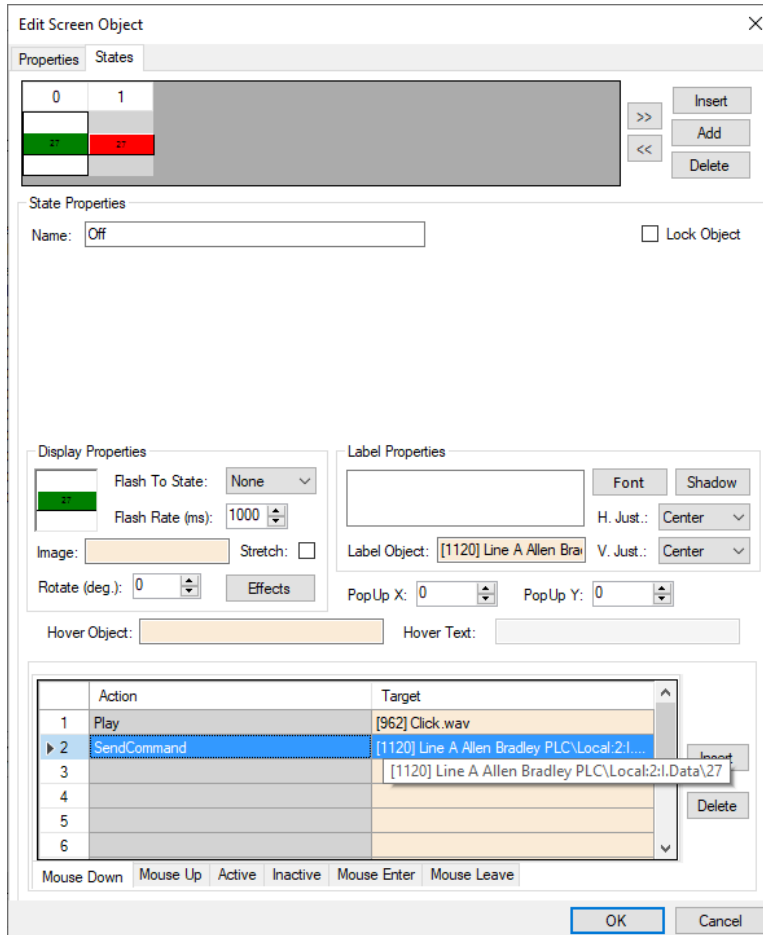 Edit Screen Object
Properties States
0 1
27 27
>>
<<
Insert
Add
Delete
State Properties
Name: Off
Lock Object
Display Properties
27
Flash To State: None
Flash Rate (ms): 1000
Image:
Stretch:
Rotate (deg.): 0
Effects
Label Properties
Font Shadow
H. Just.: Center
Label Object: [1120] Line A Allen Bra
V. Just.: Center
PopUp X: 0
PopUp Y: 0
Hover Object:
Hover Text:
Action Target
1 Play [962] Click.wav
2 SendCommand [1120] Line A Allen Bradley PLC\Local:2:I....
Insert
3 [1120] Line A Allen Bradley PLC\Local:2:I.Data\27
4
Delete
5
6
Mouse Down Mouse Up Active Inactive Mouse Enter Mouse Leave
OK Cancel